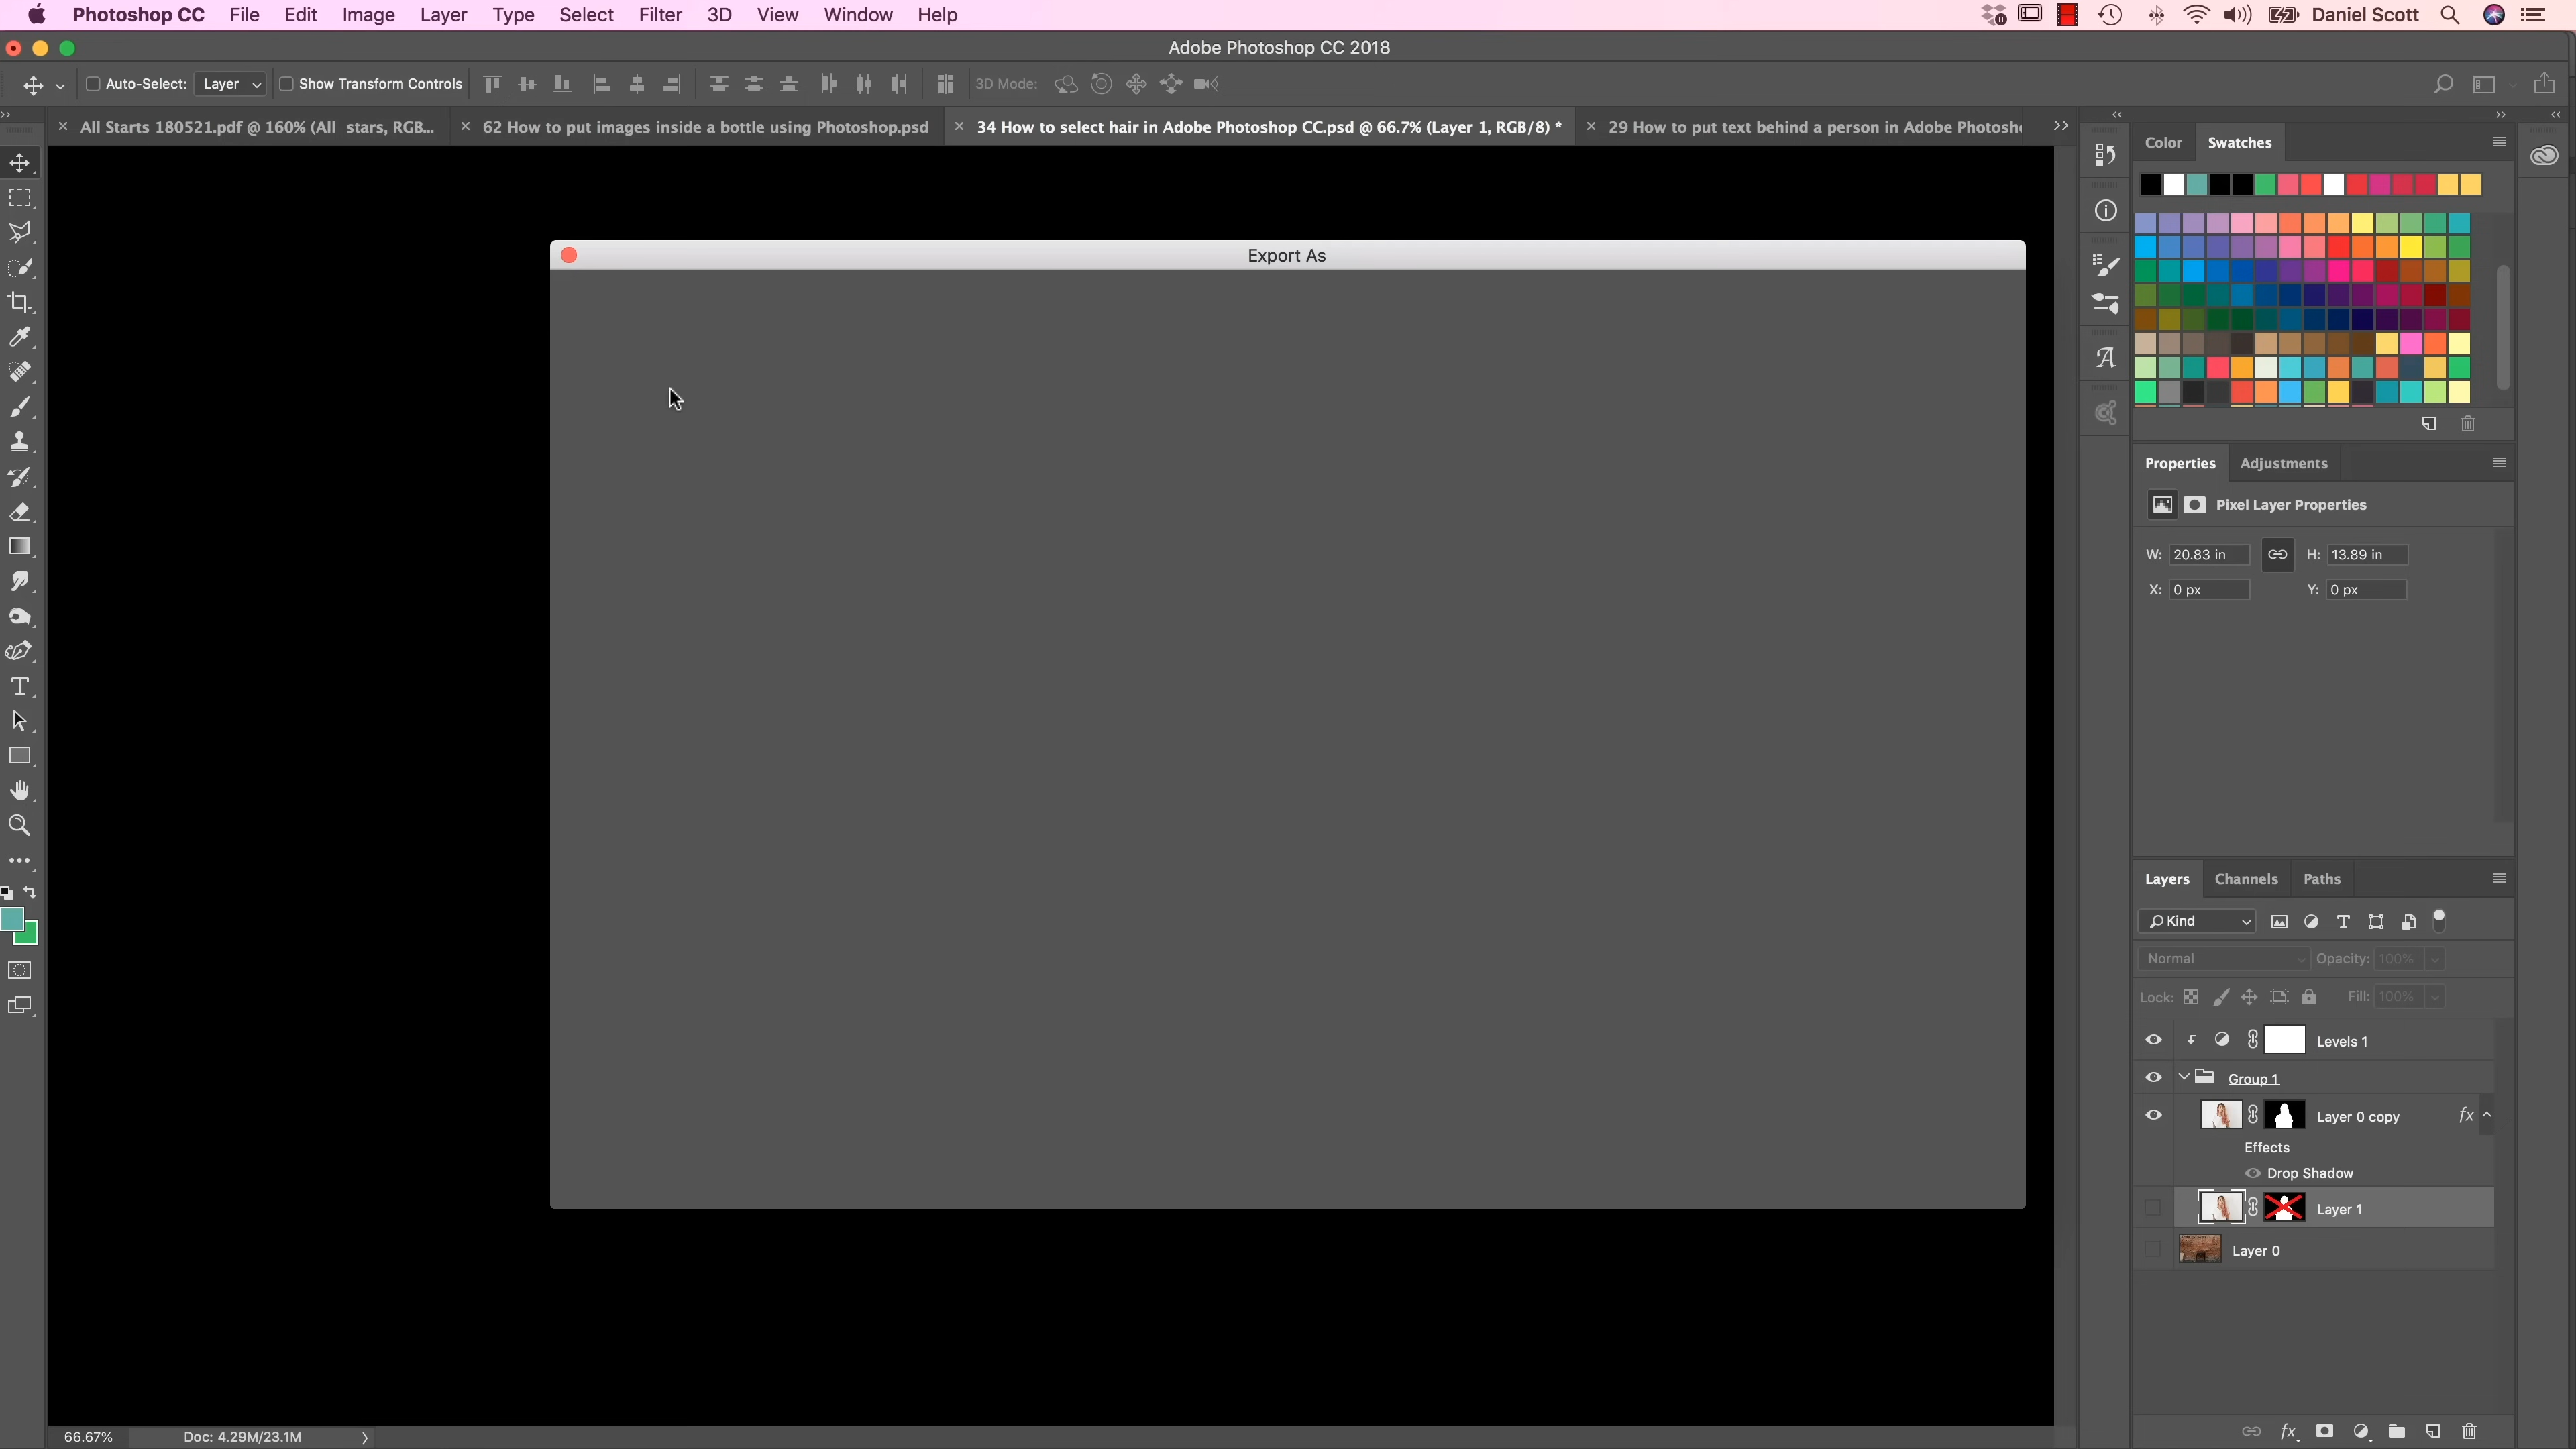 Photoshop CC File Edit Image Layer Type Select Filter 3D View Window Help Daniel Scott
Adobe Photoshop CC 2018
Auto-Select: Layer Show Transform Controls 3D Mode:
All Starts 180521.pdf @ 160% (All stars, RGB... 62 How to put images inside a bottle using Photoshop.psd 34 How to select hair in Adobe Photoshop CC.psd @ 66.7% (Layer 1, RGB/8) * 29 How to put text behind a person in Adobe Photosh
Color Swatches
Export As
Properties Adjustments
Pixel Layer Properties
W: 20.83 in H: 13.89 in
X: 0 px Y: 0 px
Layers Channels Paths
Kind
Normal Opacity: 100%
Lock: Fill: 100%
Levels 1
Group 1
Layer 0 copy fx
Effects
Drop Shadow
Layer 1
Layer 0
66.67% Doc: 4.29M/23.1M
fx